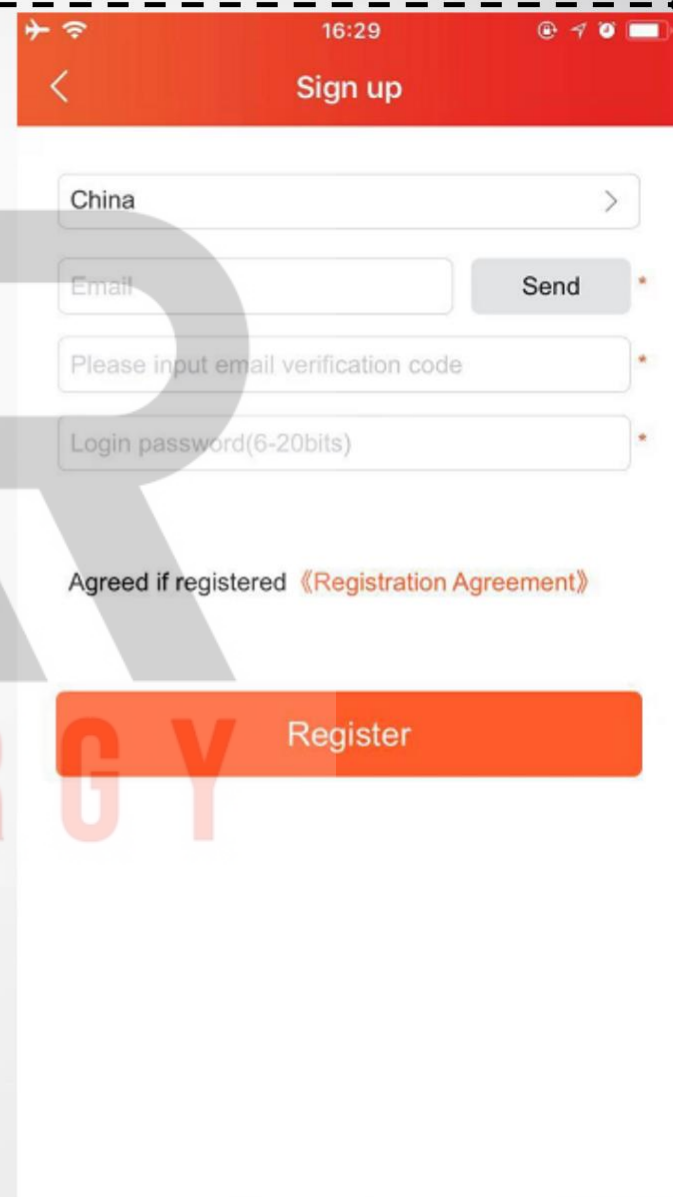 16:29
Sign up
China
Email
Send *
Please input email verification code *
Login password(6-20bits) *
Agreed if registered 《Registration Agreement》
Register
R
RGY